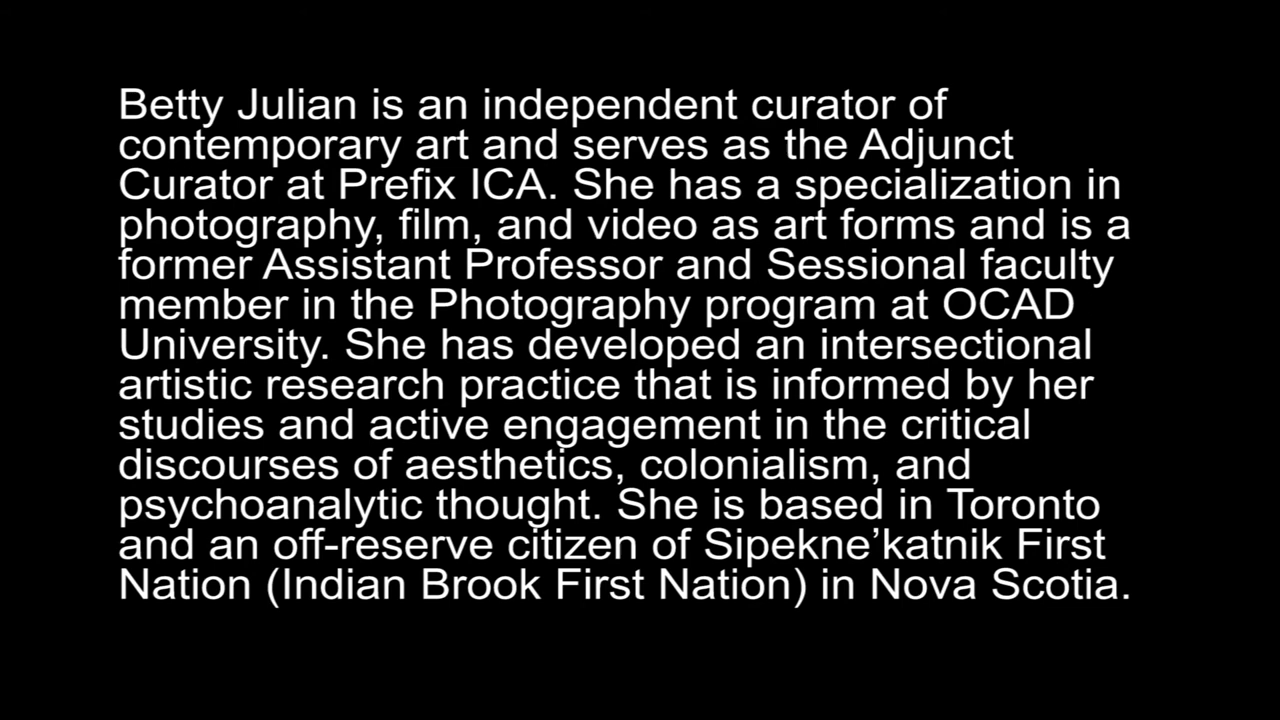 Betty Julian is an independent curator of
contemporary art and serves as the Adjunct
Curator at Prefix ICA. She has a specialization in
photography, film, and video as art forms and is a
former Assistant Professor and Sessional faculty
member in the Photography program at OCAD
University. She has developed an intersectional
artistic research practice that is informed by her
studies and active engagement in the critical
discourses of aesthetics, colonialism, and
psychoanalytic thought. She is based in Toronto
and an off-reserve citizen of Sipekne’katnik First
Nation (Indian Brook First Nation) in Nova Scotia.